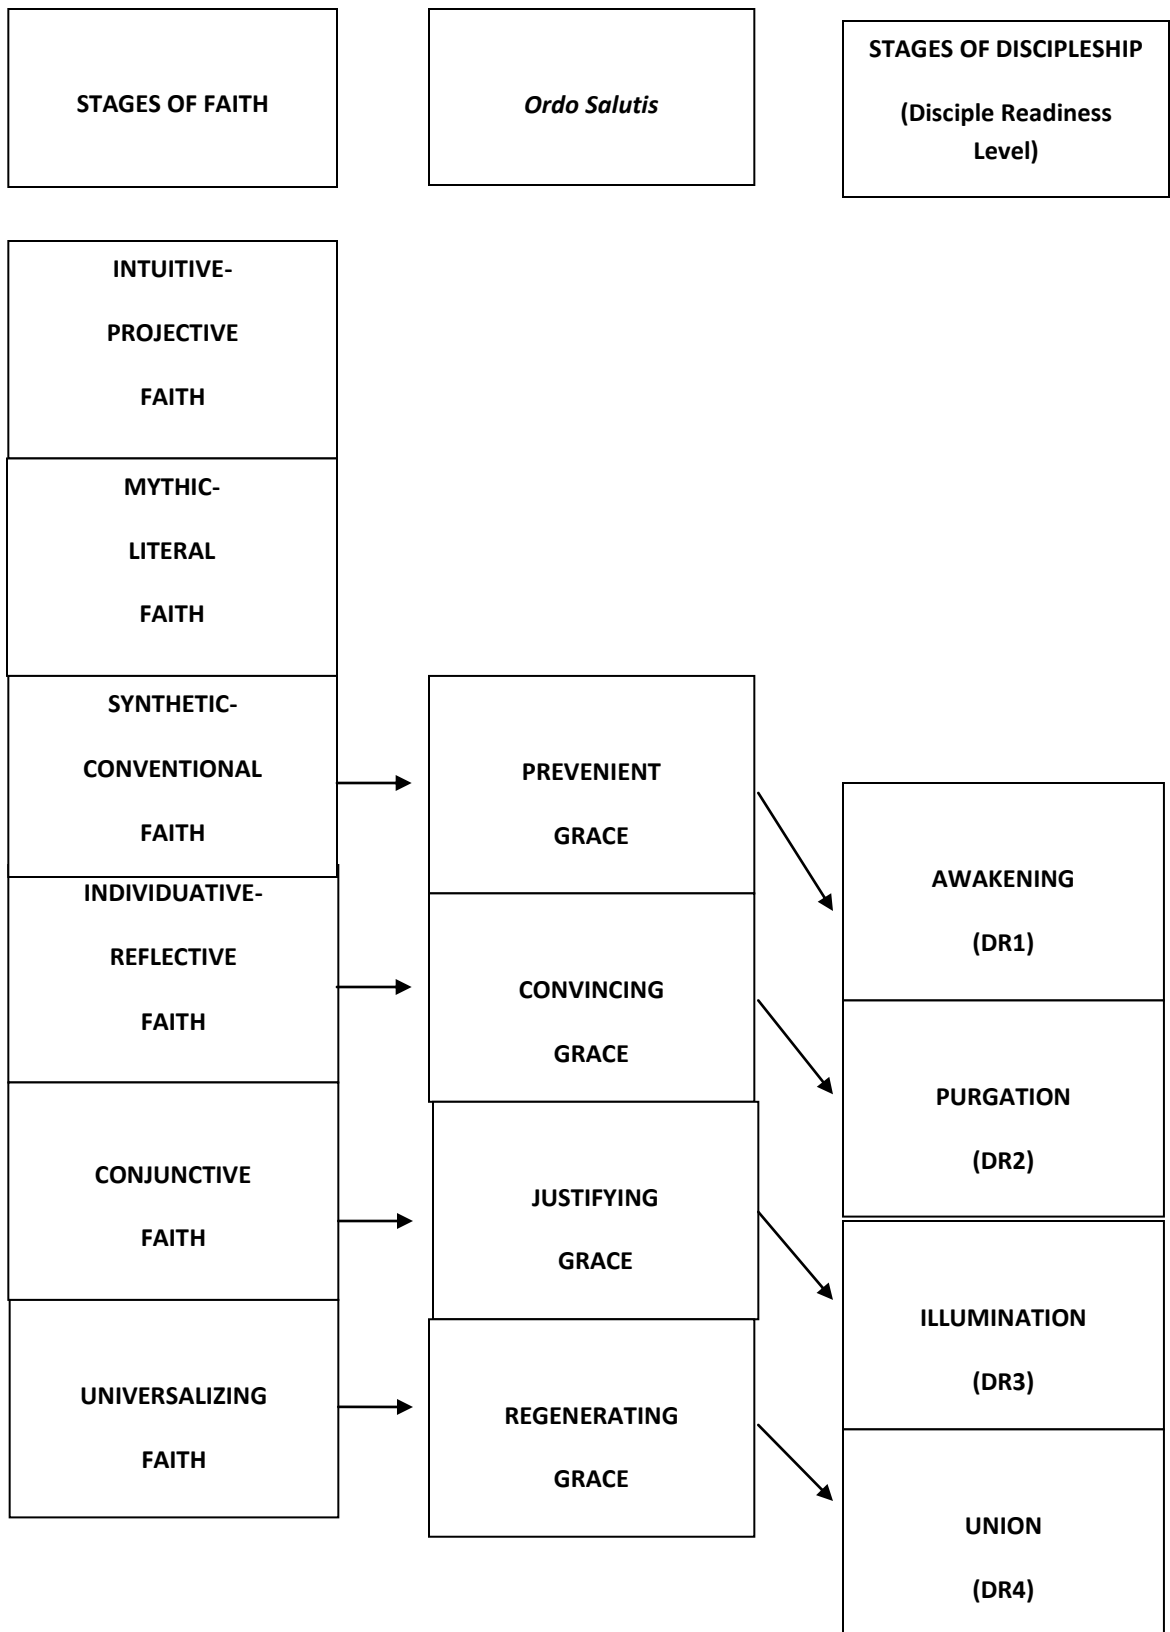 STAGES OF FAITH
Ordo Salutis
STAGES OF DISCIPLESHIP
(Disciple Readiness
Level)
INTUITIVE-
PROJECTIVE
FAITH
MYTHIC-
LITERAL
FAITH
SYNTHETIC-
CONVENTIONAL
FAITH
INDIVIDUATIVE-
REFLECTIVE
FAITH
CONJUNCTIVE
FAITH
UNIVERSALIZING
FAITH
PREVENIENT
GRACE
CONVINCING
GRACE
JUSTIFYING
GRACE
REGENERATING
GRACE
AWAKENING
(DR1)
PURGATION
(DR2)
ILLUMINATION
(DR3)
UNION
(DR4)